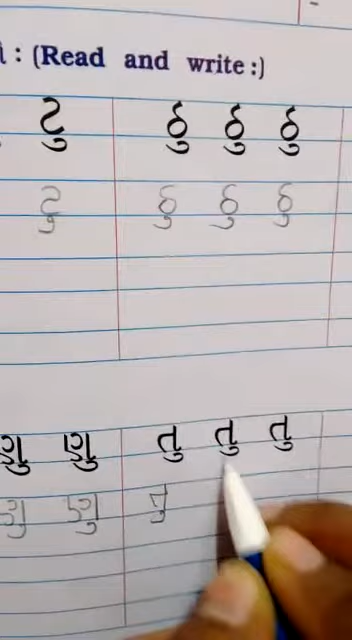 : (Read and write :)
ટુ ઠુ ઠુ ઠુ
ટુ ઠુ ઠુ ઠુ
ણુ ણુ તુ તુ તુ
ણુ ણુ તુ